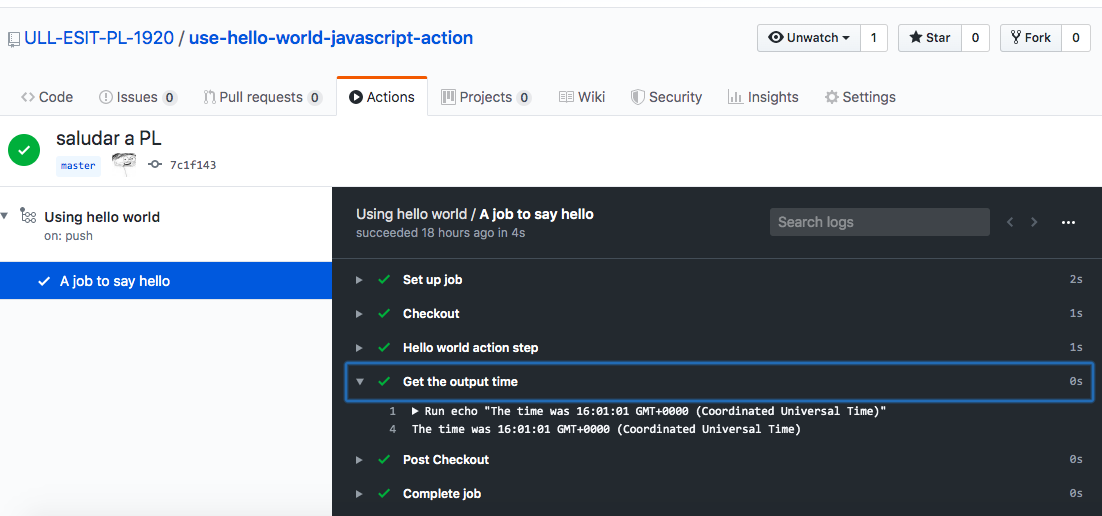 ULL-ESIT-PL-1920 / use-hello-world-javascript-action
Unwatch 1 Star 0 Fork 0
Code Issues 0 Pull requests 0 Actions Projects 0 Wiki Security Insights Settings
saludar a PL
master 7c1f143
Using hello world
on: push
A job to say hello
Using hello world / A job to say hello
succeeded 18 hours ago in 4s
Search logs
Set up job 2s
Checkout 1s
Hello world action step 1s
Get the output time 0s
1 Run echo "The time was 16:01:01 GMT+0000 (Coordinated Universal Time)"
4 The time was 16:01:01 GMT+0000 (Coordinated Universal Time)
Post Checkout 0s
Complete job 0s